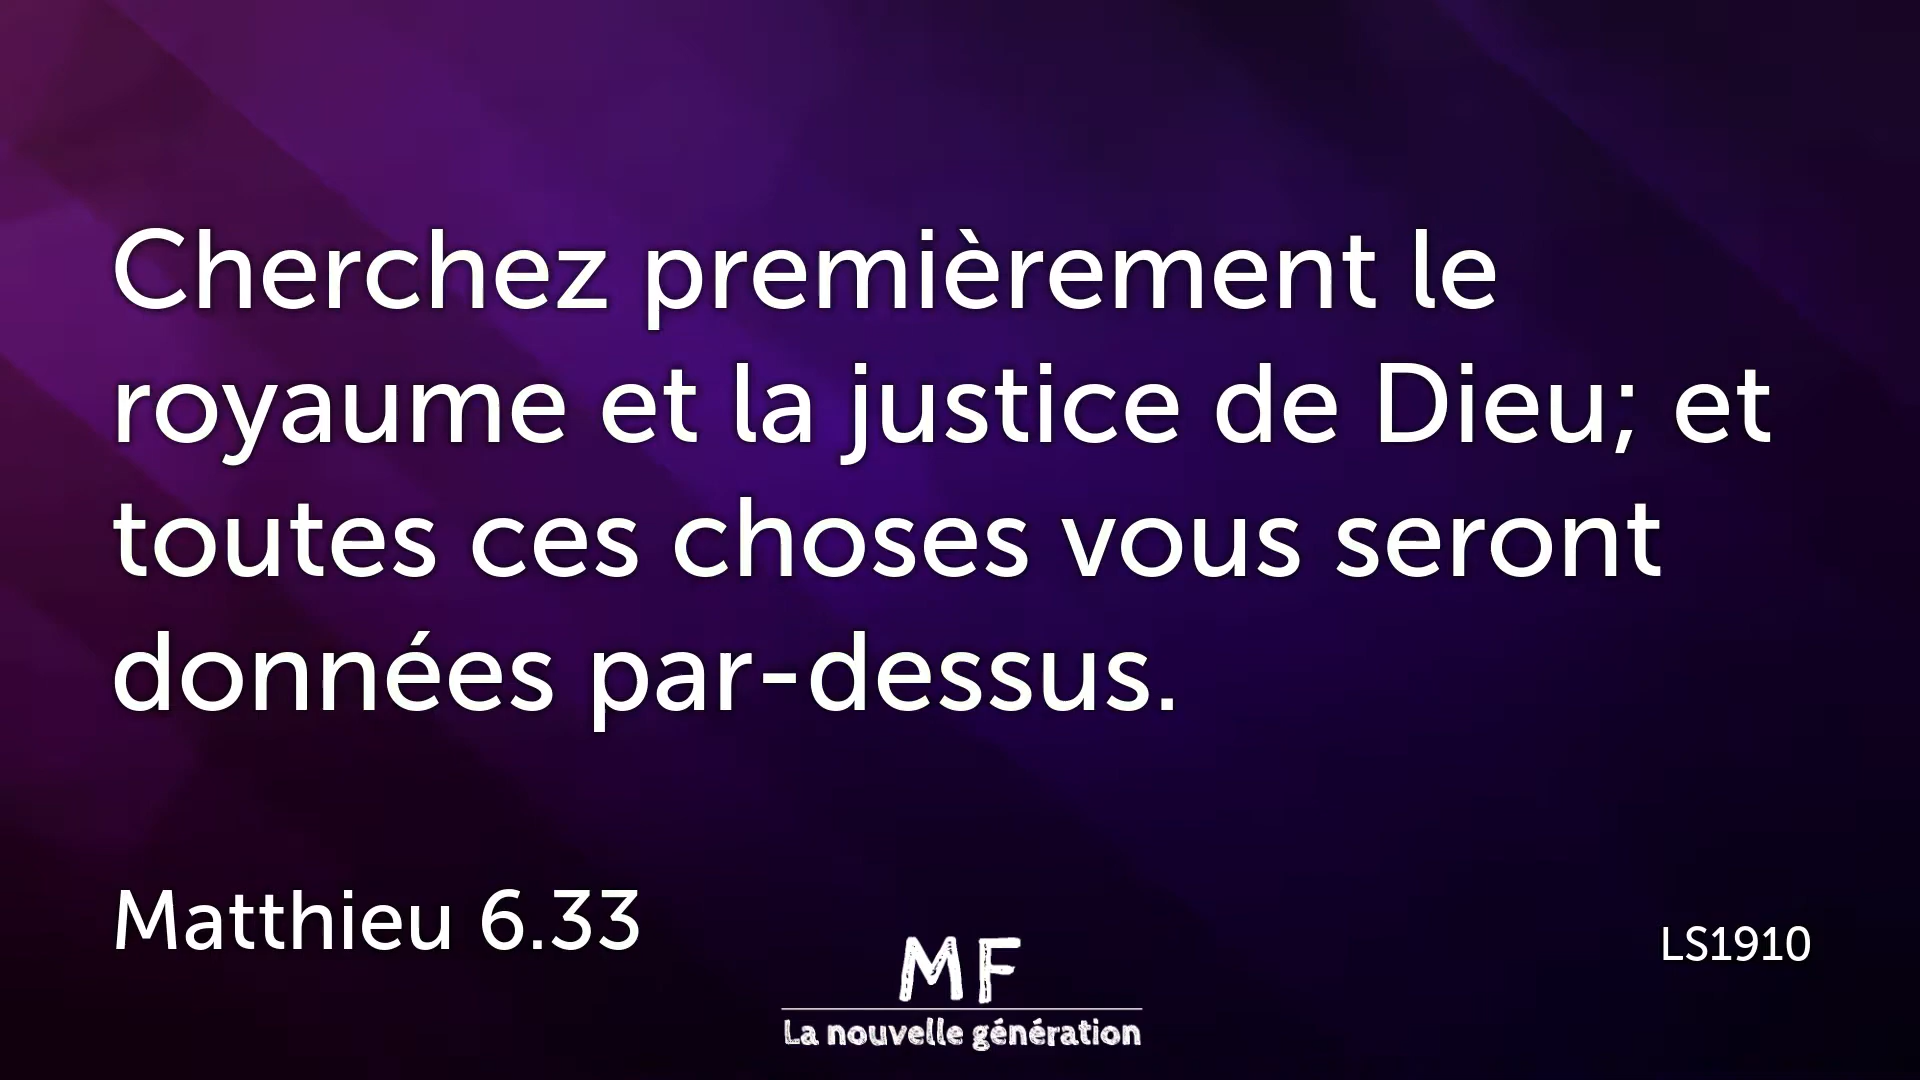 Cherchez premièrement le
royaume et la justice de Dieu; et
toutes ces choses vous seront
données par-dessus.
Matthieu 6.33
LS1910
MF
La nouvelle génération